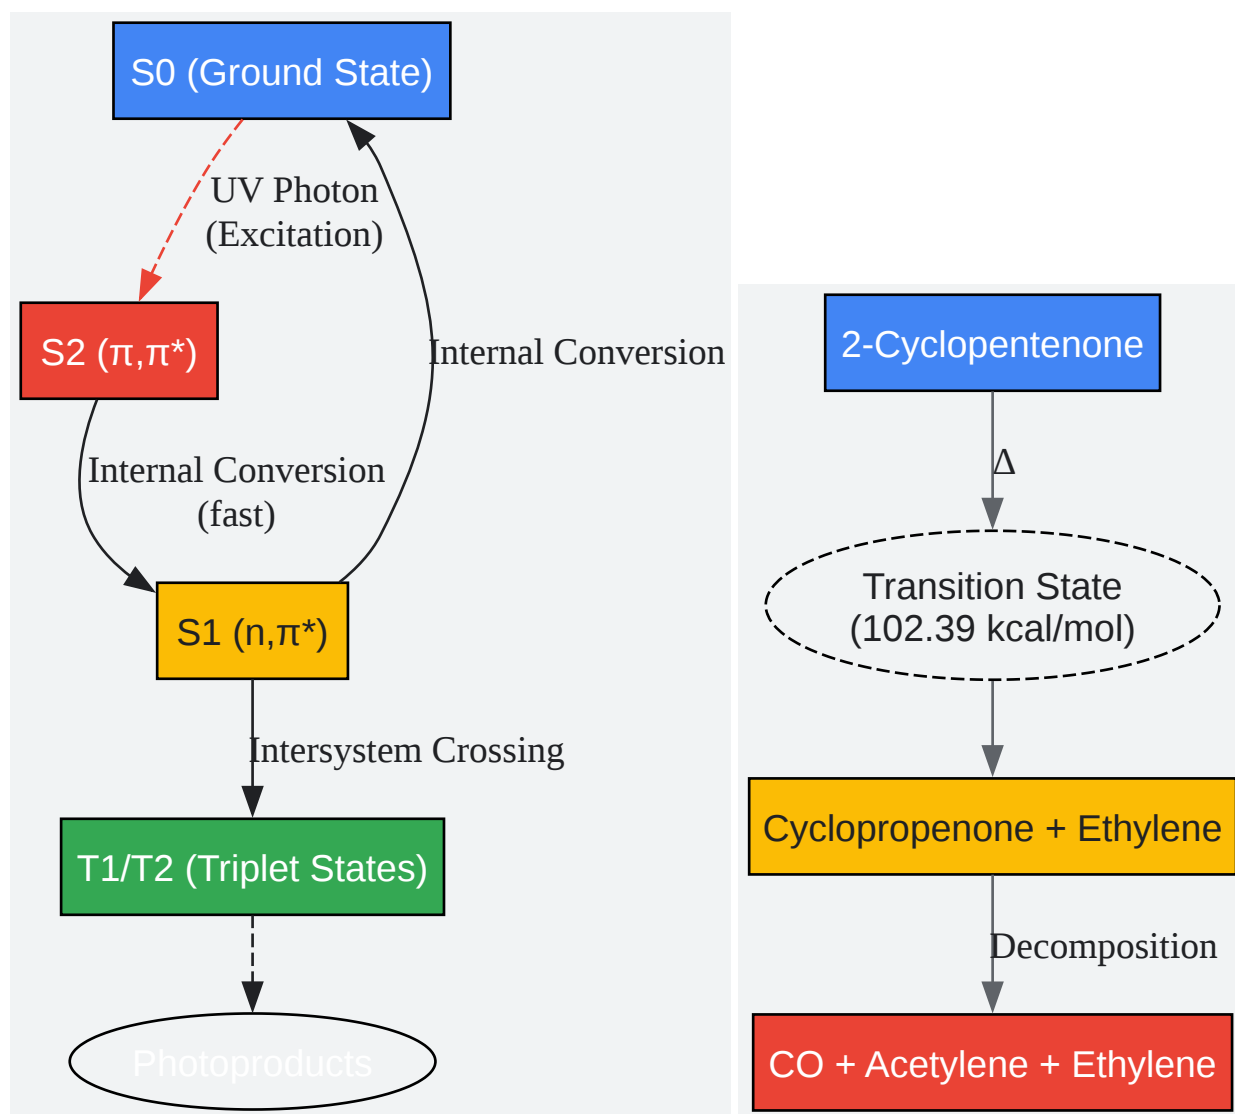 S0 (Ground State)
UV Photon
(Excitation)
S2 (π,π*)
Internal Conversion
Internal Conversion
(fast)
S1 (n,π*)
Intersystem Crossing
T1/T2 (Triplet States)
Photoproducts
2-Cyclopentenone
Δ
Transition State
(102.39 kcal/mol)
Cyclopropenone + Ethylene
Decomposition
CO + Acetylene + Ethylene